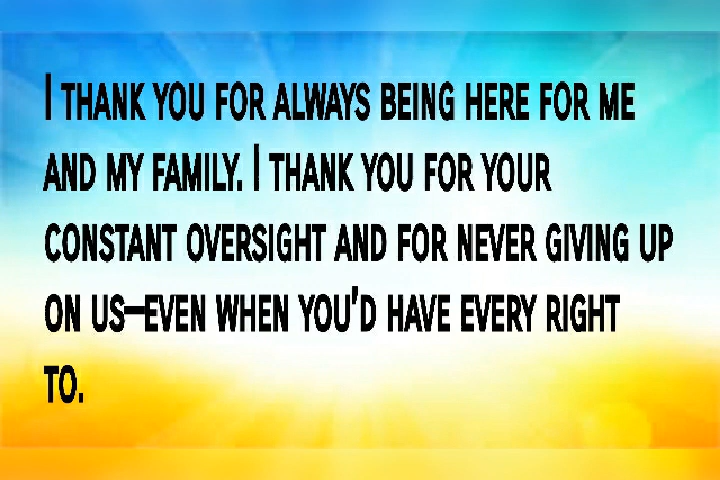 I thank you for always being here for me
and my family. I thank you for your
constant oversight and for never giving up
on us—even when you'd have every right
to.